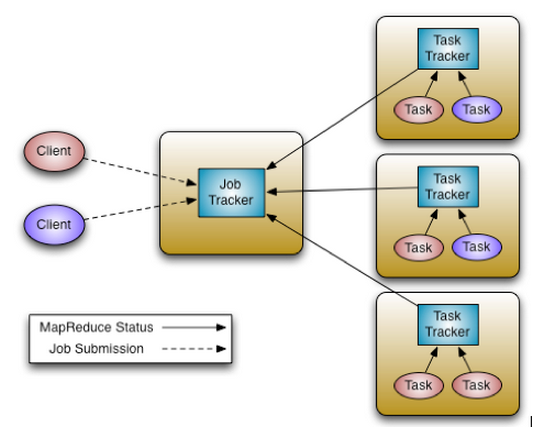 Task
Tracker
Task
Task
Client
Job
Tracker
Task
Tracker
Task
Task
Client
MapReduce Status
Job Submission
Task
Tracker
Task
Task